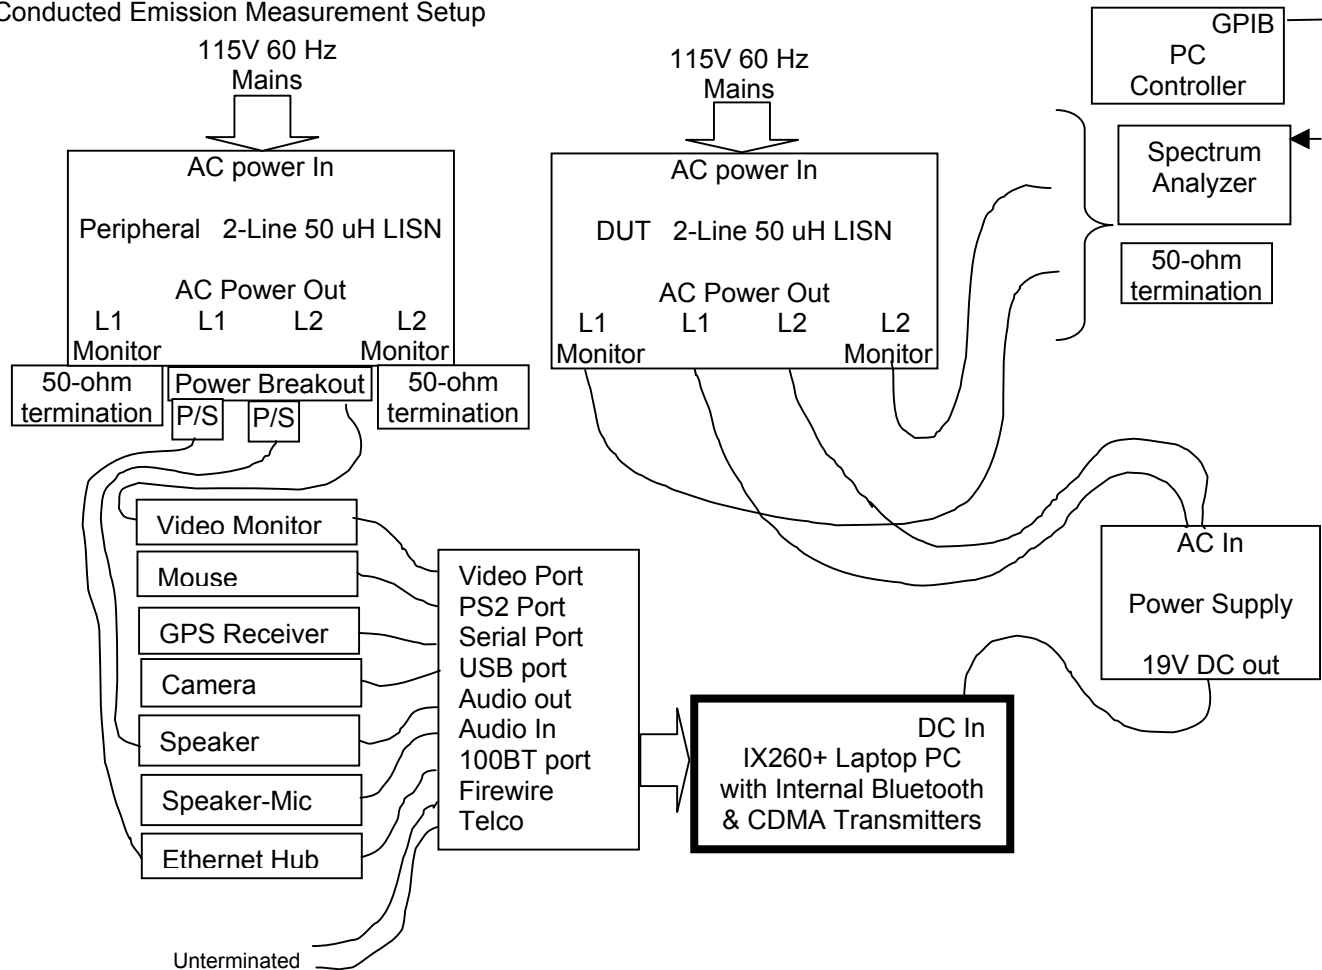 Conducted Emission Measurement Setup
115V 60 Hz
Mains
AC power In
Peripheral 2-Line 50 uH LISN
AC Power Out
L1 L1 L2 L2
Monitor Monitor
50-ohm
termination
Power Breakout
50-ohm
termination
P/S P/S
115V 60 Hz
Mains
AC power In
DUT 2-Line 50 uH LISN
AC Power Out
L1 L1 L2 L2
Monitor Monitor
GPIB
PC
Controller
Spectrum
Analyzer
50-ohm
termination
AC In
Power Supply
19V DC out
Video Monitor
Mouse
GPS Receiver
Camera
Speaker
Speaker-Mic
Ethernet Hub
Unterminated
Video Port
PS2 Port
Serial Port
USB port
Audio out
Audio In
100BT port
Firewire
Telco
DC In
IX260+ Laptop PC
with Internal Bluetooth
& CDMA Transmitters